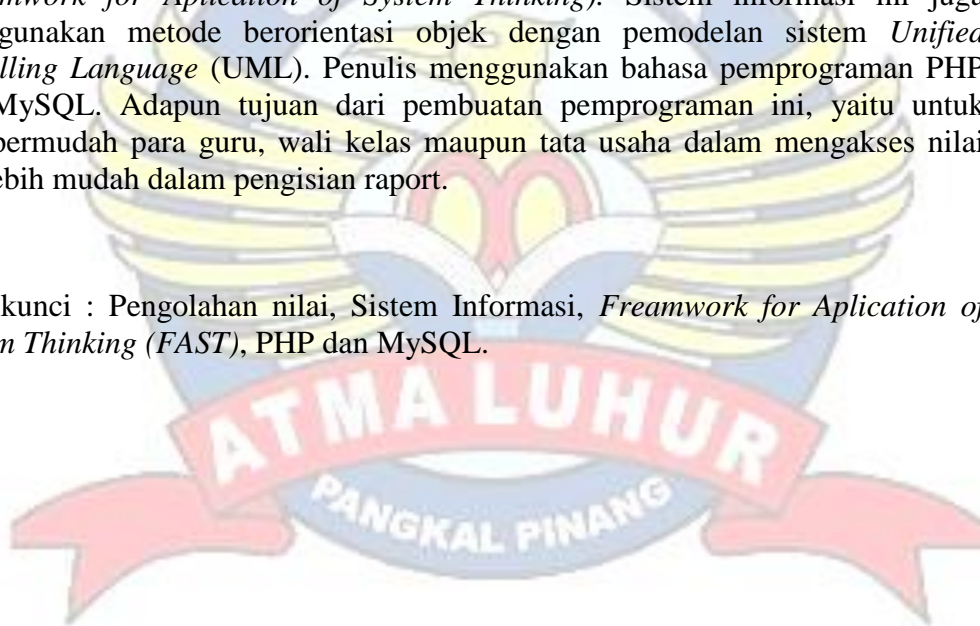 mwork for Aplication of System Thinking). Sistem informasi ini juga
gunakan metode berorientasi objek dengan pemodelan sistem Unified
lling Language (UML). Penulis menggunakan bahasa pemprograman PHP
MySQL. Adapun tujuan dari pembuatan pemprograman ini, yaitu untuk
permudah para guru, wali kelas maupun tata usaha dalam mengakses nilai
ebih mudah dalam pengisian raport.
kunci : Pengolahan nilai, Sistem Informasi, Freamwork for Aplication of
m Thinking (FAST), PHP dan MySQL.
ATMA LUHUR
PANGKAL PINANG